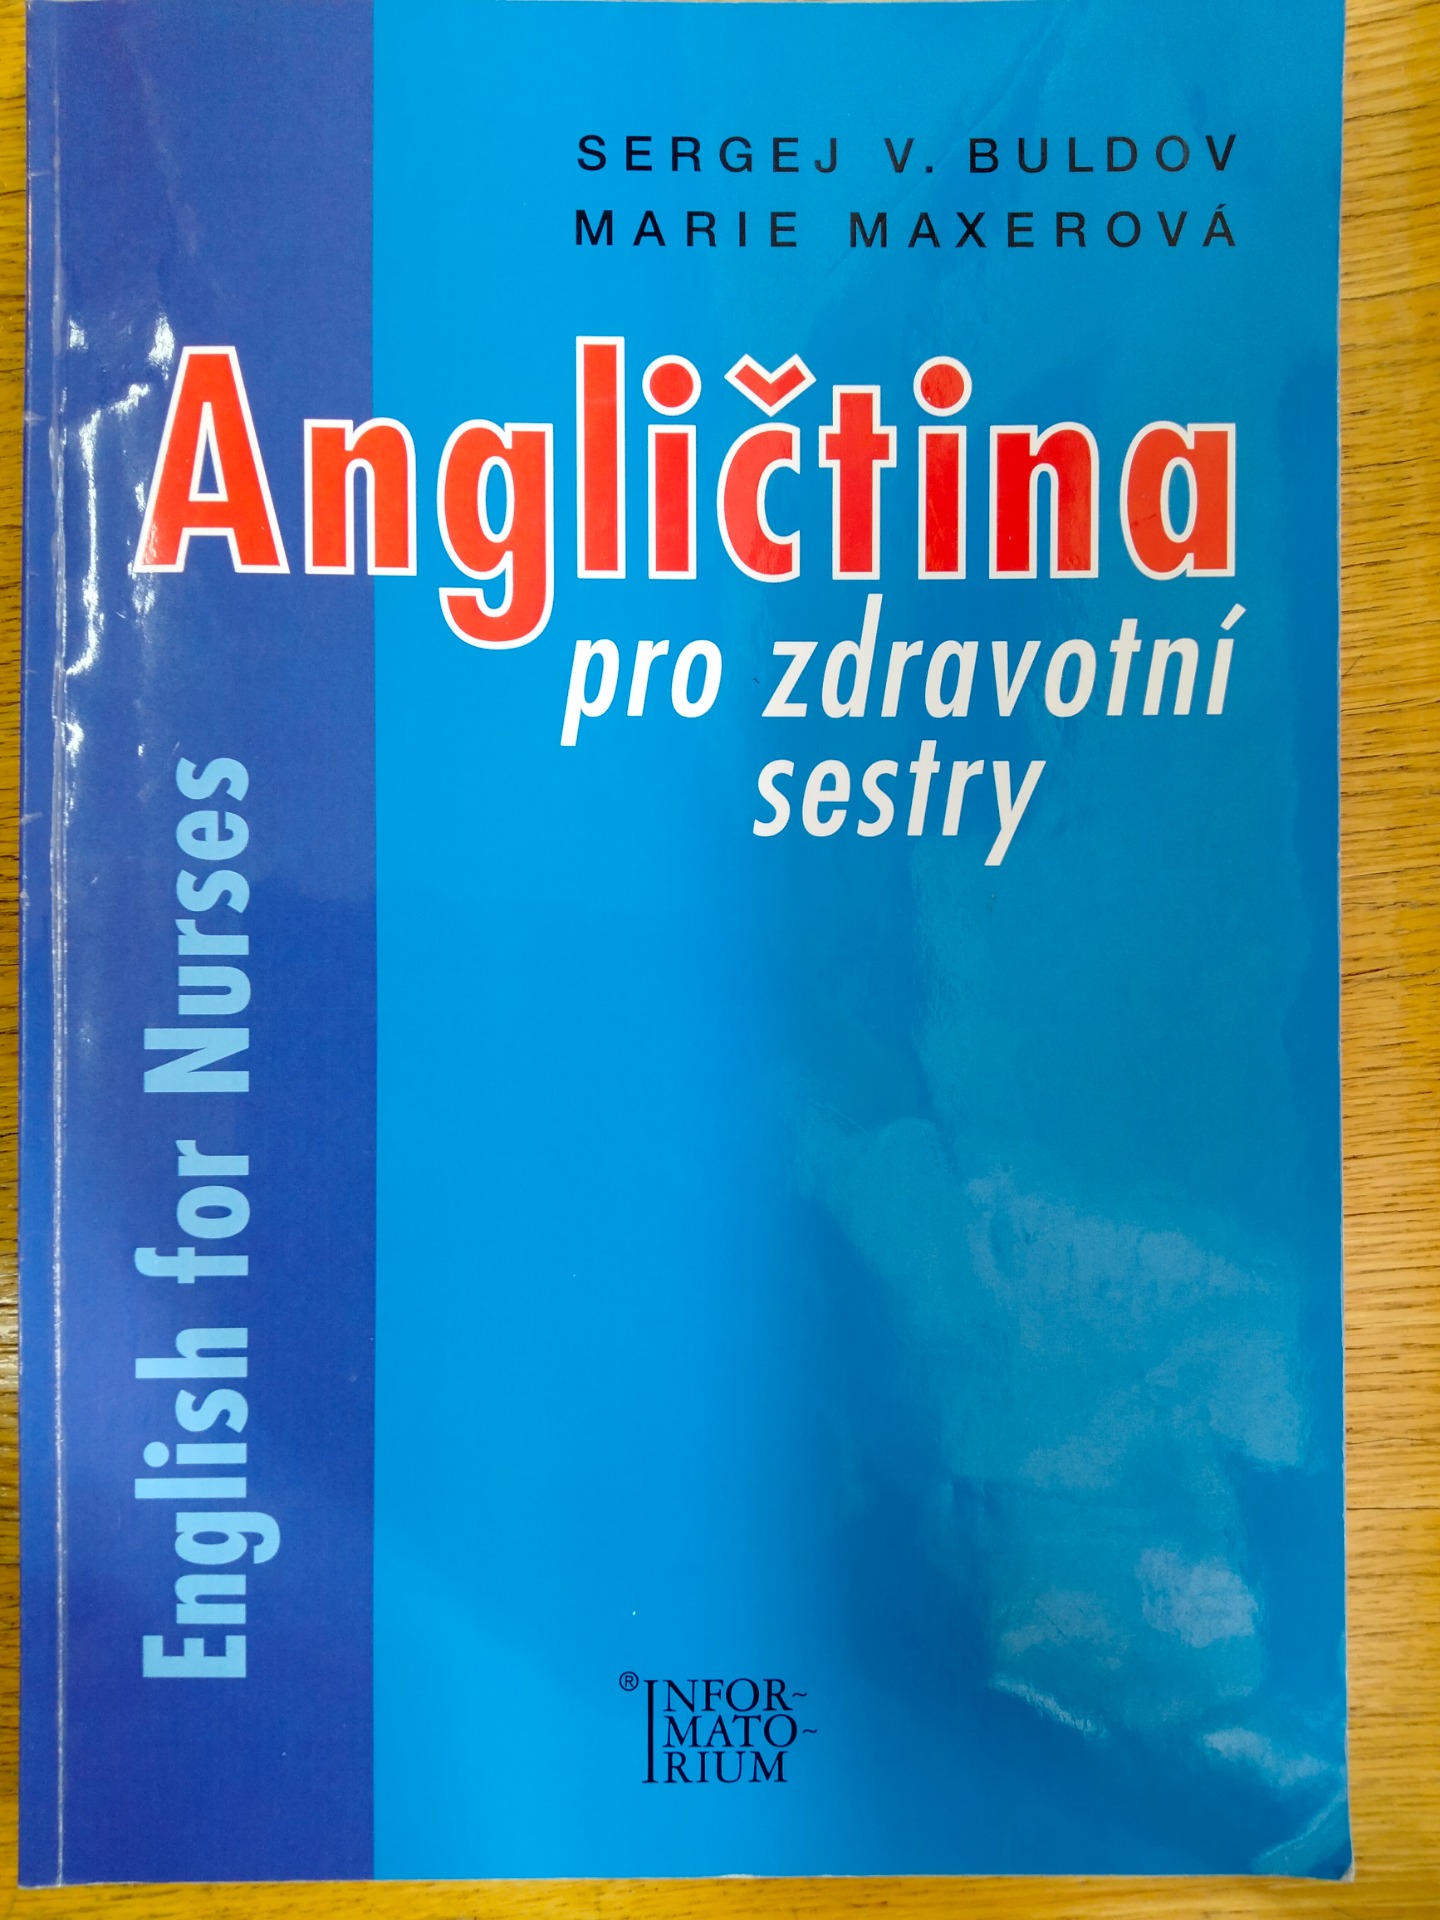 SERGEJ V. BULDOV
MARIE MAXEROVÁ
Angličtina
pro zdravotní
sestry
English for Nurses
®INFOR~
MATO~
RIUM